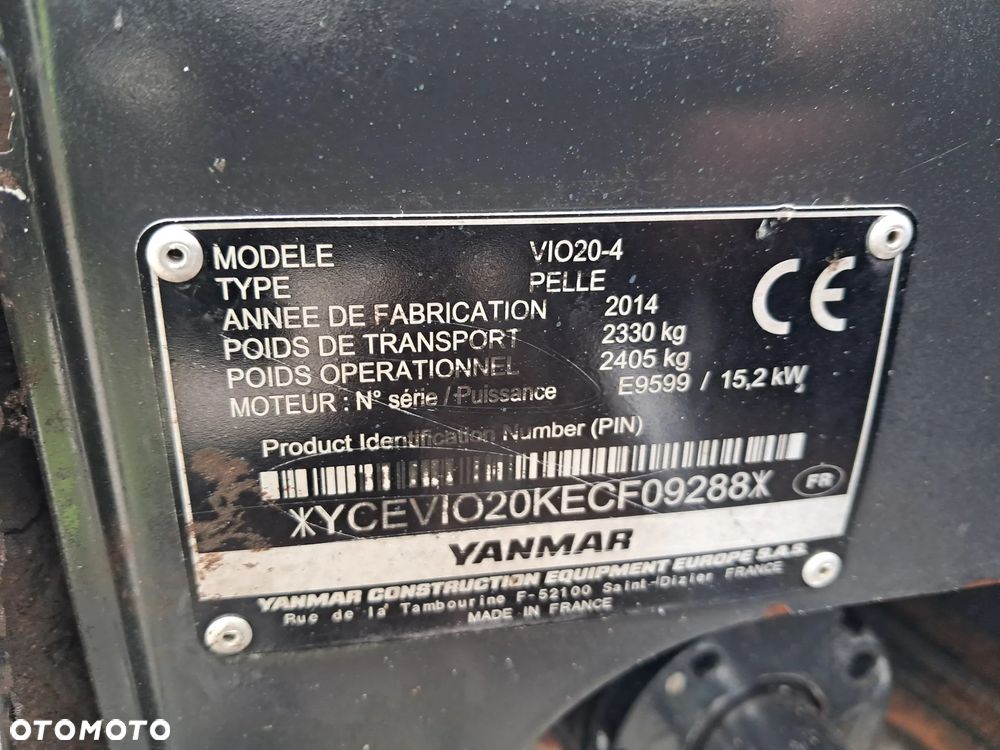 MODELE VIO20-4
TYPE PELLE
ANNEE DE FABRICATION 2014
POIDS DE TRANSPORT 2330 kg
POIDS OPERATIONNEL 2405 kg
MOTEUR : N° série / Puissance E9599 / 15,2 kW
CE
Product Identification Number (PIN)
*YCEVIO20KECF09288*
FR
YANMAR
YANMAR CONSTRUCTION EQUIPMENT EUROPE S.A.S.
Rue de la Tambourine F-52100 Saint-Dizier FRANCE
MADE IN FRANCE
OTOMOTO